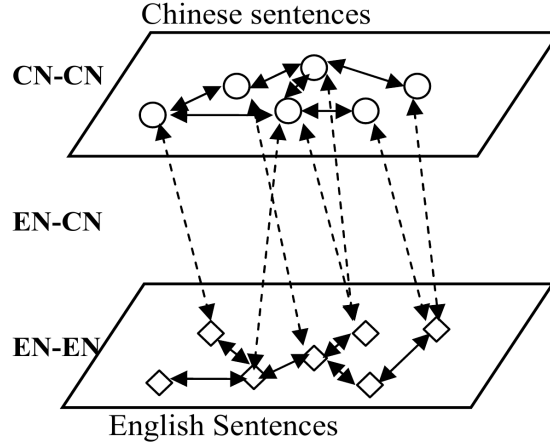 Chinese sentences
CN-CN
EN-CN
EN-EN
English Sentences